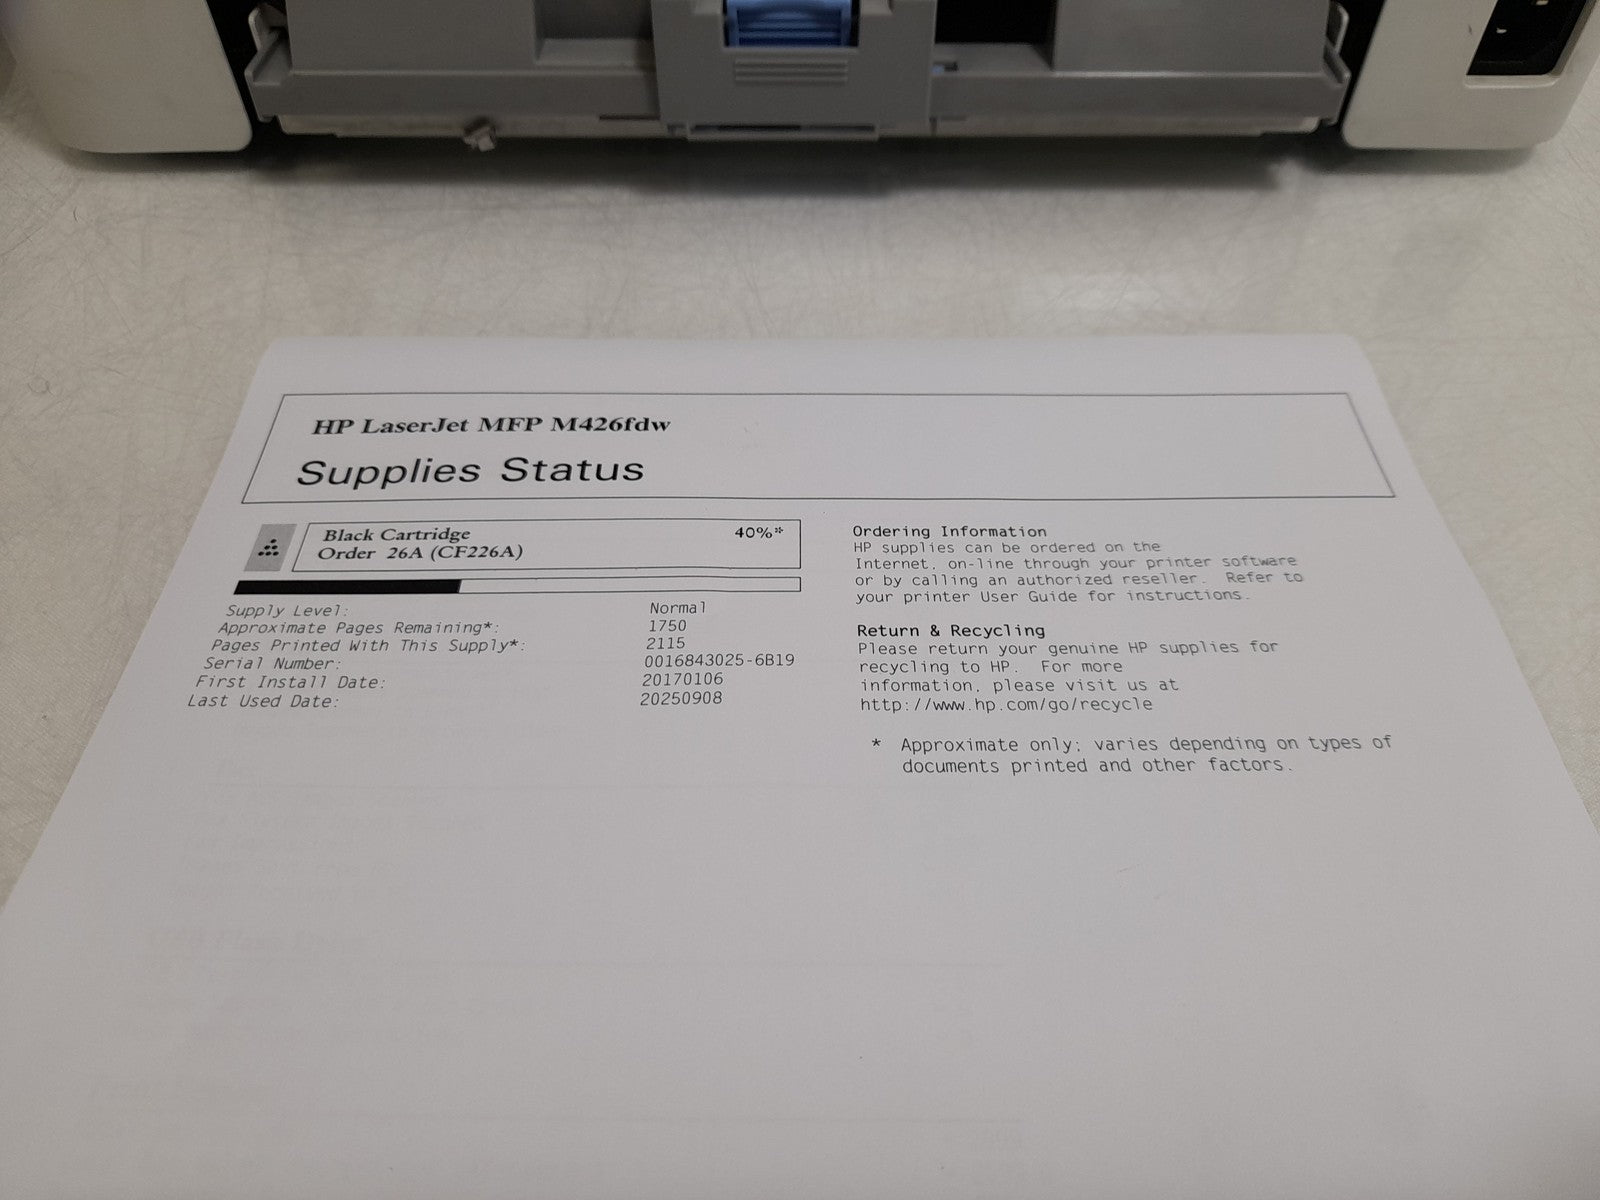 HP LaserJet MFP M426fdw
Supplies Status
Black Cartridge 40%*
Order 26A (CF226A)
Supply Level: Normal
Approximate Pages Remaining*: 1750
Pages Printed With This Supply*: 2115
Serial Number: 0016843025-6B19
First Install Date: 20170106
Last Used Date: 20250908
Ordering Information
HP supplies can be ordered on the
Internet, on-line through your printer software
or by calling an authorized reseller. Refer to
your printer User Guide for instructions.
Return & Recycling
Please return your genuine HP supplies for
recycling to HP. For more
information, please visit us at
http://www.hp.com/go/recycle
* Approximate only; varies depending on types of
documents printed and other factors.